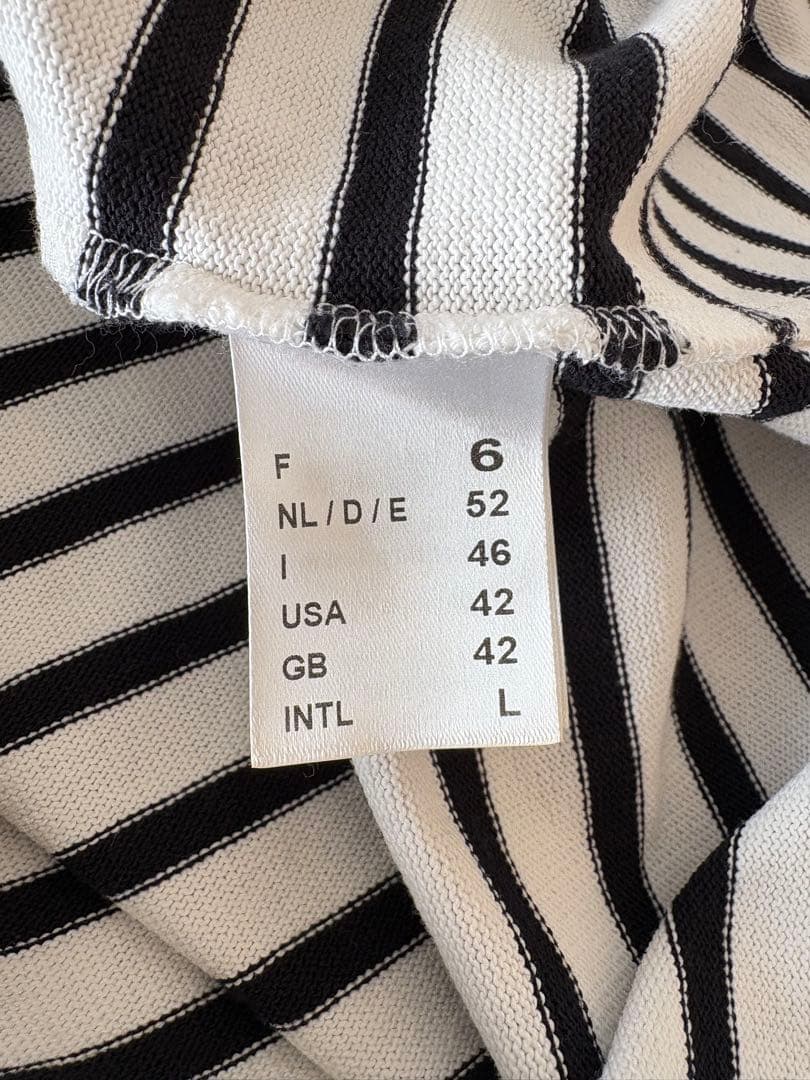 F 6
NL / D / E 52
I 46
USA 42
GB 42
INTL L